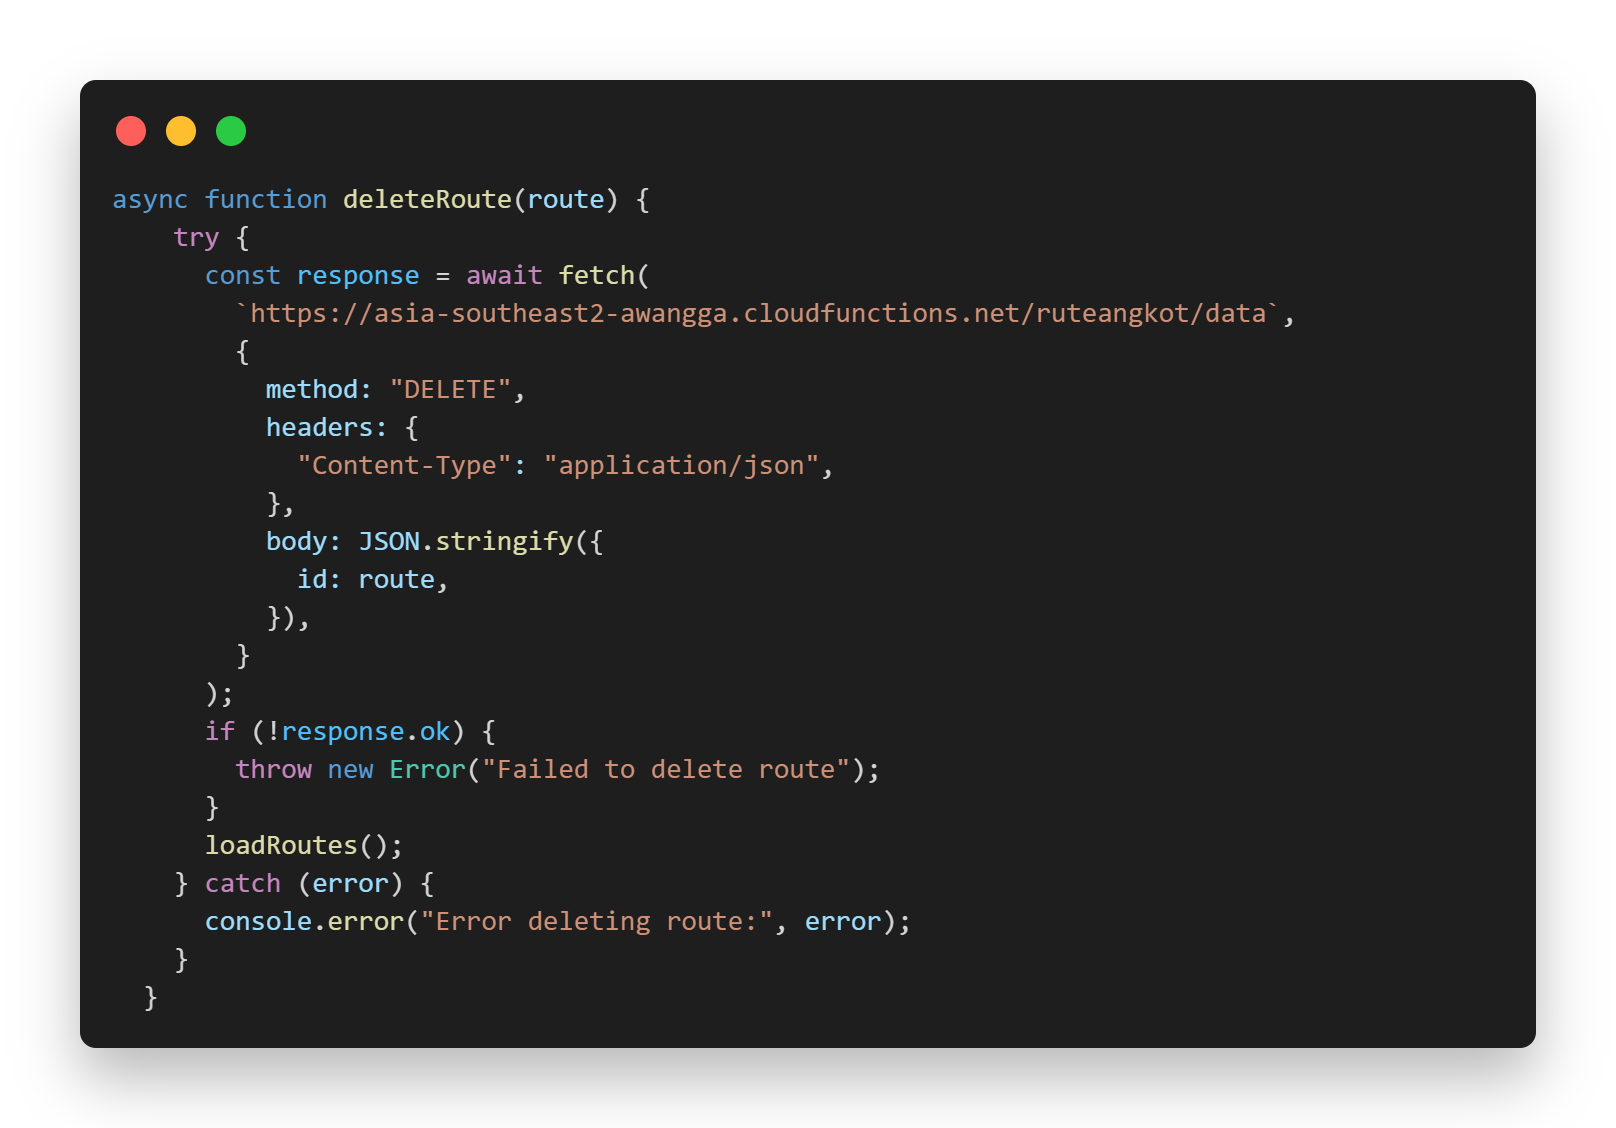 async function deleteRoute(route) {
    try {
      const response = await fetch(
        `https://asia-southeast2-awangga.cloudfunctions.net/ruteangkot/data`,
        {
          method: "DELETE",
          headers: {
            "Content-Type": "application/json",
          },
          body: JSON.stringify({
            id: route,
          }),
        }
      );
      if (!response.ok) {
        throw new Error("Failed to delete route");
      }
      loadRoutes();
    } catch (error) {
      console.error("Error deleting route:", error);
    }
  }